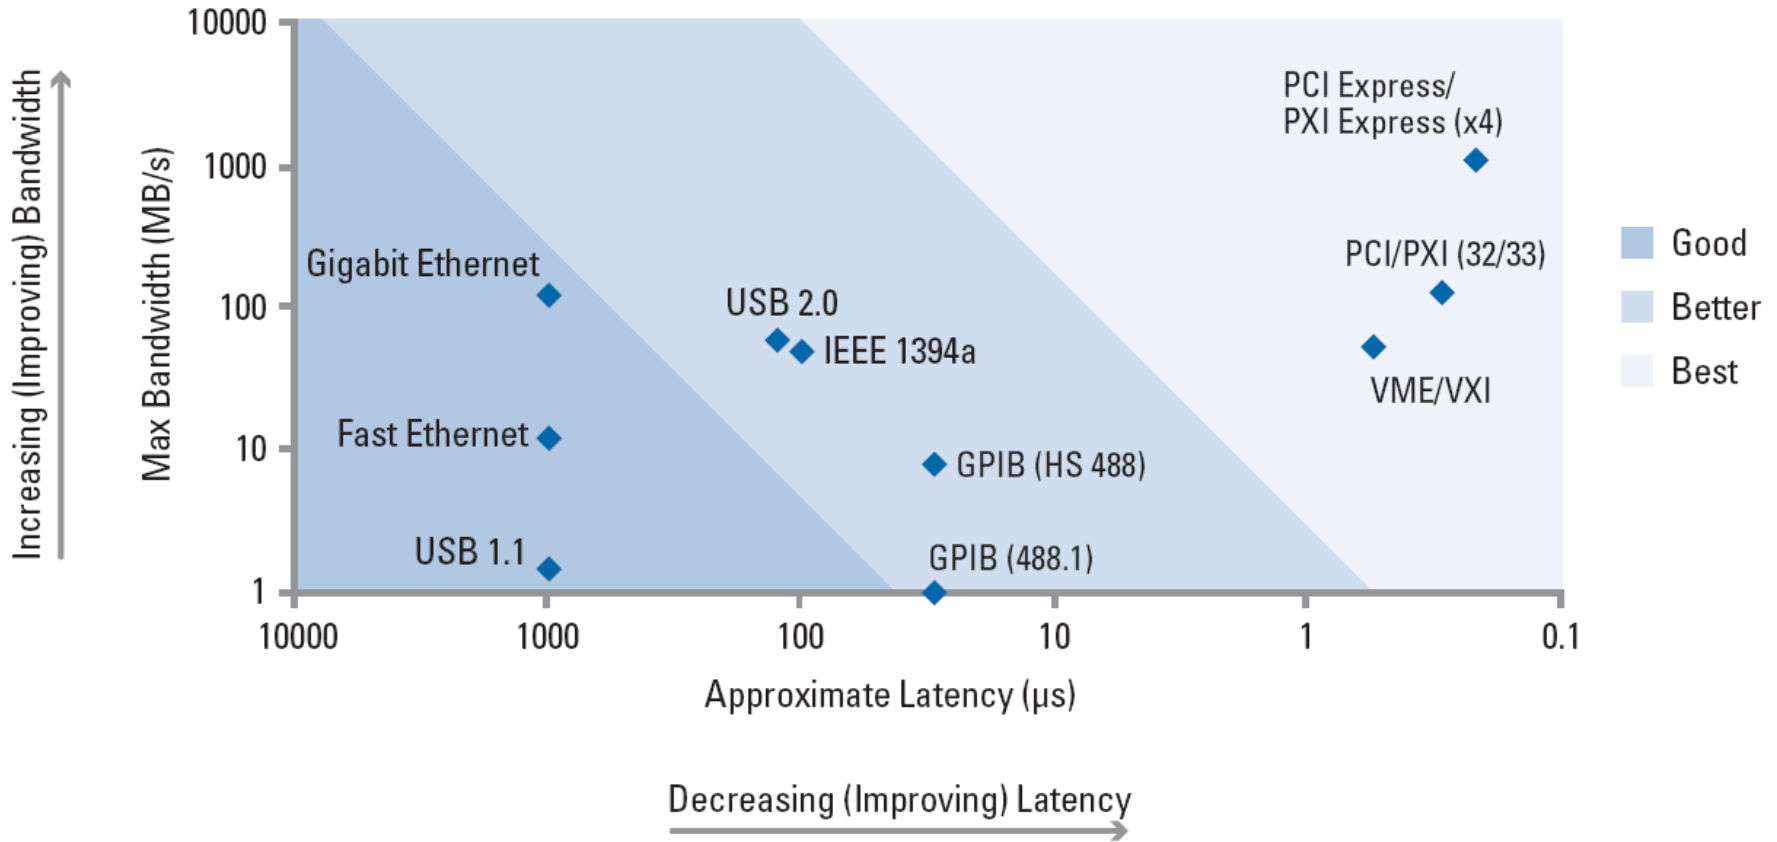 Increasing (Improving) Bandwidth
Max Bandwidth (MB/s)
10000
1000
100
10
1
PCI Express/
PXI Express (x4)
PCI/PXI (32/33)
Gigabit Ethernet
USB 2.0
IEEE 1394a
VME/VXI
Fast Ethernet
GPIB (HS 488)
USB 1.1
GPIB (488.1)
Good
Better
Best
10000
1000
100
10
1
0.1
Approximate Latency (µs)
Decreasing (Improving) Latency